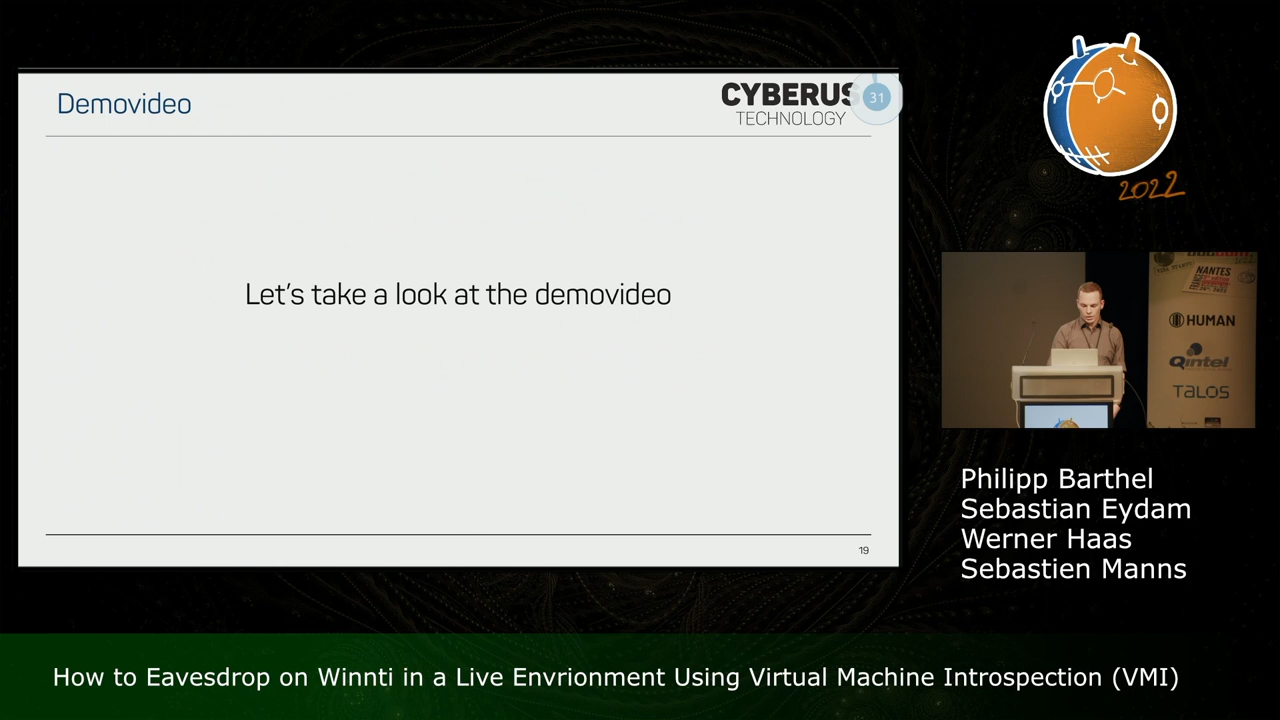 Demovideo
CYBERUS
TECHNOLOGY
31
Let's take a look at the demovideo
19
2022
NANTES
HUMAN
Qintel
TALOS
Philipp Barthel
Sebastian Eydam
Werner Haas
Sebastien Manns
How to Eavesdrop on Winnti in a Live Envrionment Using Virtual Machine Introspection (VMI)